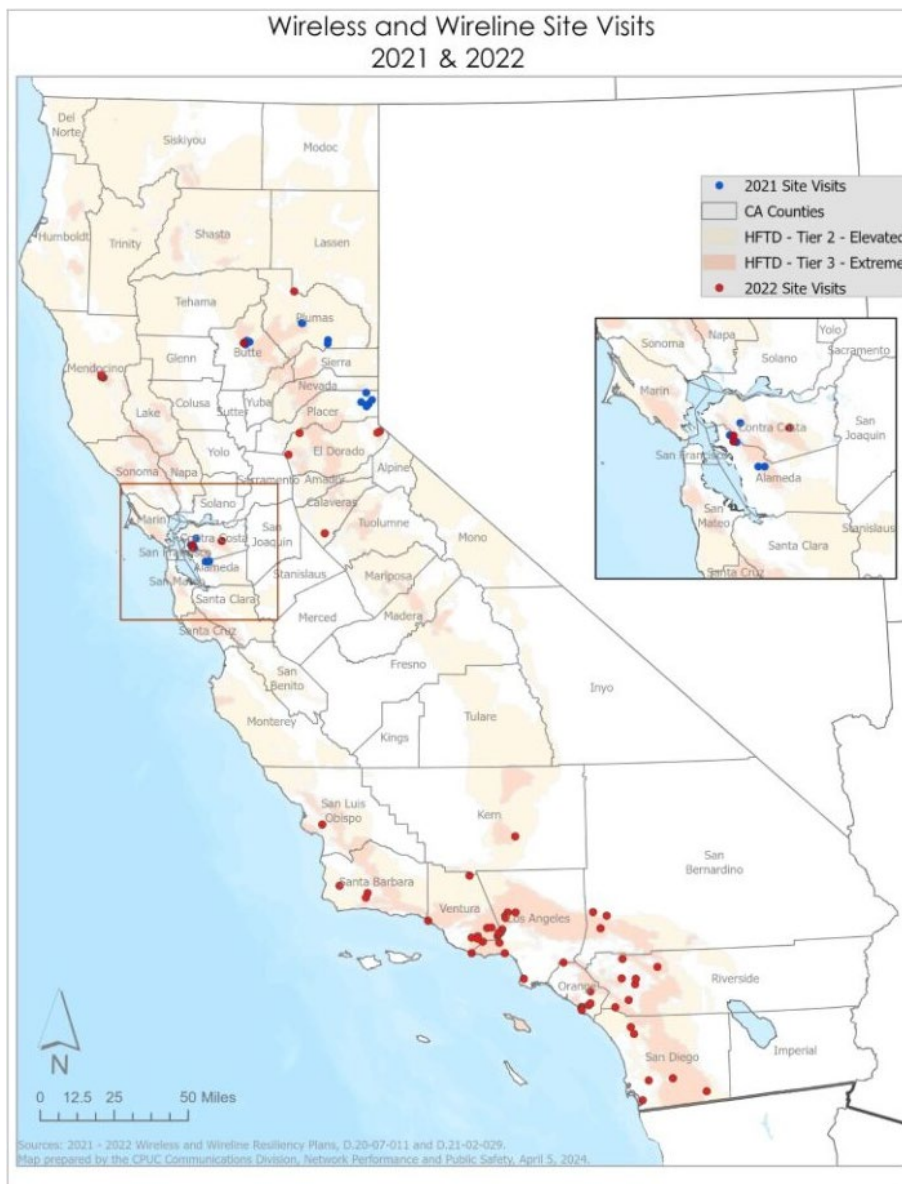 Wireless and Wireline Site Visits
2021 & 2022
Del
Norte
Siskiyou
Modoc
2021 Site Visits
CA Counties
HFTD - Tier 2 - Elevated
HFTD - Tier 3 - Extreme
2022 Site Visits
Humboldt
Trinity
Shasta
Lassen
Tehama
Plumas
Butte
Glenn
Sierra
Mendocino
Nevada
Colusa
Yuba
Sutter
Placer
Lake
Yolo
El Dorado
Sonoma
Napa
Sacramento
Amador
Alpine
Solano
Calaveras
Marin
San
Joaquin
Tuolumne
Contra Costa
San Francisco
Mono
Alameda
Stanislaus
San Mateo
Mariposa
Santa Clara
Merced
Madera
Santa Cruz
Fresno
San
Benito
Inyo
Monterey
Tulare
Kings
San Luis
Obispo
Kern
San
Bernardino
Santa Barbara
Ventura
Los Angeles
Orange
Riverside
San Diego
Imperial
Napa
Yolo
Sonoma
Solano
Sacramento
Marin
Contra Costa
San
Joaquin
San Francisco
Alameda
San
Mateo
Stanislaus
Santa Clara
Santa Cruz
N
0 12.5 25 50 Miles
Sources: 2021 - 2022 Wireless and Wireline Resiliency Plans, D.20-07-011 and D.21-02-029.
Map prepared by the CPUC Communications Division, Network Performance and Public Safety, April 5, 2024.